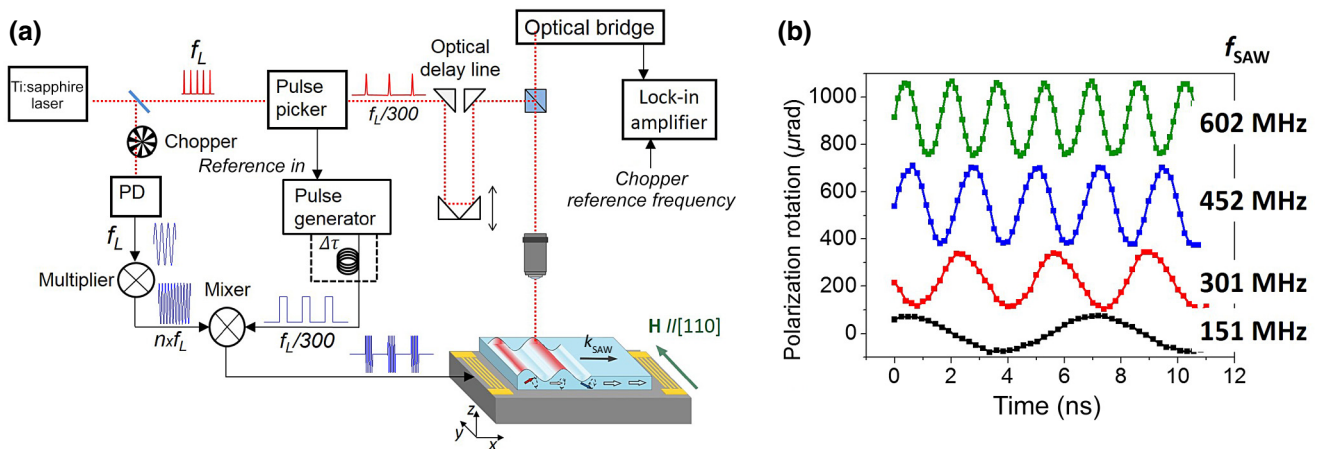 (a)
Ti:sapphire
laser
f_L
Pulse
picker
f_L/300
Optical
delay line
Optical bridge
Lock-in
amplifier
Chopper
reference frequency
Chopper
Reference in
PD
Pulse
generator
Δτ
f_L
Multiplier
Mixer
nxf_L
f_L/300
k_SAW
H //[110]
z
y
x
(b)
f_SAW
Polarization rotation (μrad)
1000
800
600
400
200
0
602 MHz
452 MHz
301 MHz
151 MHz
0 2 4 6 8 10 12
Time (ns)